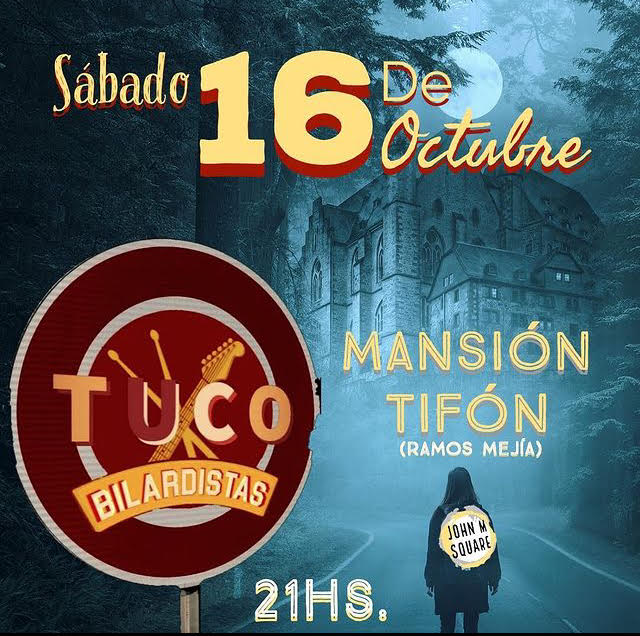 Sábado 16 De
Octubre
MANSIÓN
TIFÓN
(RAMOS MEJÍA)
TUCO
BILARDISTAS
JOHN M
SQUARE
21HS.